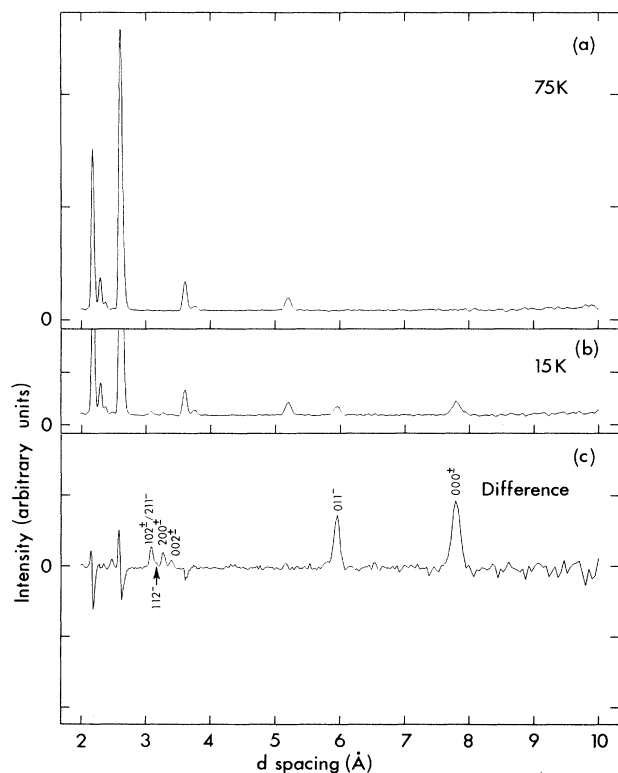 (a)
75K
0
(b)
15K
0
(c)
Difference
102±/211⁻
112⁻
200±
002±
011⁻
000±
0
Intensity (arbitrary units)
2 3 4 5 6 7 8 9 10
d spacing (Å)